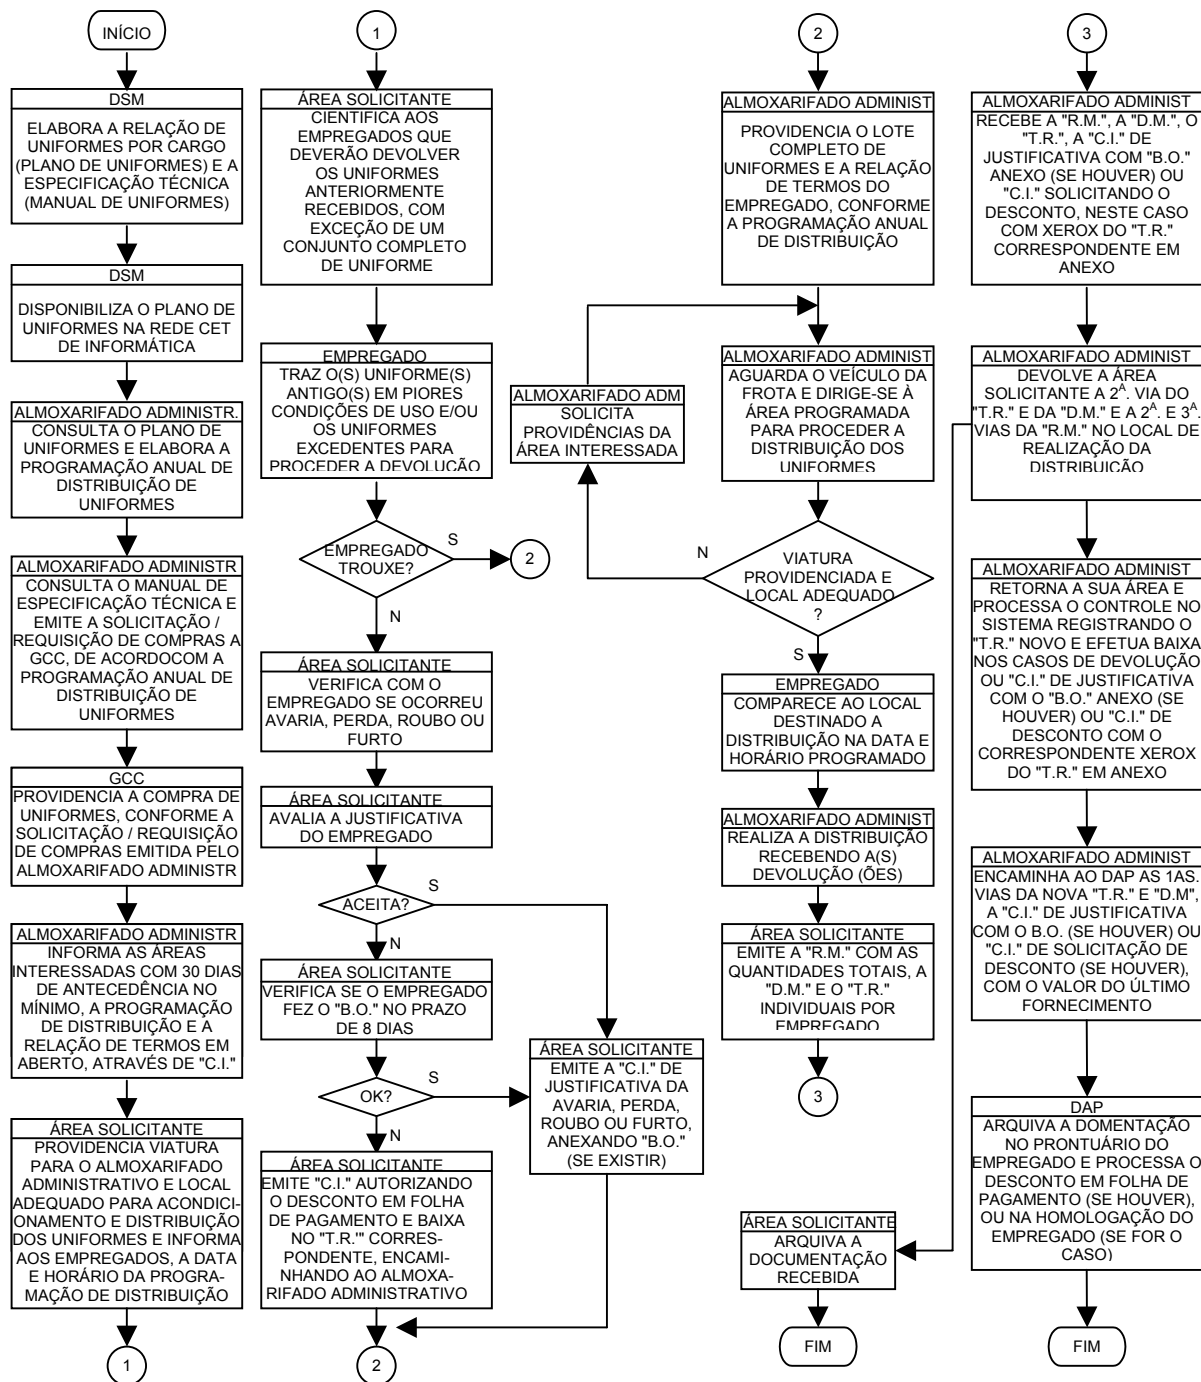 INÍCIO
DSM
ELABORA A RELAÇÃO DE
UNIFORMES POR CARGO
(PLANO DE UNIFORMES) E A
ESPECIFICAÇÃO TÉCNICA
(MANUAL DE UNIFORMES)
DSM
DISPONIBILIZA O PLANO DE
UNIFORMES NA REDE CET
DE INFORMÁTICA
ALMOXARIFADO ADMINISTR.
CONSULTA O PLANO DE
UNIFORMES E ELABORA A
PROGRAMAÇÃO ANUAL DE
DISTRIBUIÇÃO DE
UNIFORMES
ALMOXARIFADO ADMINISTR
CONSULTA O MANUAL DE
ESPECIFICAÇÃO TÉCNICA E
EMITE A SOLICITAÇÃO /
REQUISIÇÃO DE COMPRAS A
GCC, DE ACORDOCOM A
PROGRAMAÇÃO ANUAL DE
DISTRIBUIÇÃO DE
UNIFORMES
GCC
PROVIDENCIA A COMPRA DE
UNIFORMES, CONFORME A
SOLICITAÇÃO / REQUISIÇÃO
DE COMPRAS EMITIDA PELO
ALMOXARIFADO ADMINISTR
ALMOXARIFADO ADMINISTR
INFORMA AS ÁREAS
INTERESSADAS COM 30 DIAS
DE ANTECEDÊNCIA NO
MÍNIMO, A PROGRAMAÇÃO
DE DISTRIBUIÇÃO E A
RELAÇÃO DE TERMOS EM
ABERTO, ATRAVÉS DE "C.I."
ÁREA SOLICITANTE
PROVIDENCIA VIATURA
PARA O ALMOXARIFADO
ADMINISTRATIVO E LOCAL
ADEQUADO PARA ACONDICI-
ONAMENTO E DISTRIBUIÇÃO
DOS UNIFORMES E INFORMA
AOS EMPREGADOS, A DATA
E HORÁRIO DA PROGRA-
MAÇÃO DE DISTRIBUIÇÃO
1
1
ÁREA SOLICITANTE
CIENTIFICA AOS
EMPREGADOS QUE
DEVERÃO DEVOLVER
OS UNIFORMES
ANTERIORMENTE
RECEBIDOS, COM
EXCEÇÃO DE UM
CONJUNTO COMPLETO
DE UNIFORME
EMPREGADO
TRAZ O(S) UNIFORME(S)
ANTIGO(S) EM PIORES
CONDIÇÕES DE USO E/OU
OS UNIFORMES
EXCEDENTES PARA
PROCEDER A DEVOLUÇÃO
EMPREGADO
TROUXE?
S
2
N
ÁREA SOLICITANTE
VERIFICA COM O
EMPREGADO SE OCORREU
AVARIA, PERDA, ROUBO OU
FURTO
ÁREA SOLICITANTE
AVALIA A JUSTIFICATIVA
DO EMPREGADO
ACEITA?
S
N
ÁREA SOLICITANTE
VERIFICA SE O EMPREGADO
FEZ O "B.O." NO PRAZO
DE 8 DIAS
OK?
S
N
ÁREA SOLICITANTE
EMITE "C.I." AUTORIZANDO
O DESCONTO EM FOLHA
DE PAGAMENTO E BAIXA
NO "T.R.'" CORRES-
PONDENTE, ENCAMI-
NHANDO AO ALMOXA-
RIFADO ADMINISTRATIVO
2
ÁREA SOLICITANTE
EMITE A "C.I." DE
JUSTIFICATIVA DA
AVARIA, PERDA,
ROUBO OU FURTO,
ANEXANDO "B.O."
(SE EXISTIR)
2
ALMOXARIFADO ADMINIST
PROVIDENCIA O LOTE
COMPLETO DE
UNIFORMES E A RELAÇÃO
DE TERMOS DO
EMPREGADO, CONFORME
A PROGRAMAÇÃO ANUAL
DE DISTRIBUIÇÃO
ALMOXARIFADO ADM
SOLICITA
PROVIDÊNCIAS DA
ÁREA INTERESSADA
ALMOXARIFADO ADMINIST
AGUARDA O VEÍCULO DA
FROTA E DIRIGE-SE À
ÁREA PROGRAMADA
PARA PROCEDER A
DISTRIBUIÇÃO DOS
UNIFORMES
N
VIATURA
PROVIDENCIADA E
LOCAL ADEQUADO
?
S
EMPREGADO
COMPARECE AO LOCAL
DESTINADO A
DISTRIBUIÇÃO NA DATA E
HORÁRIO PROGRAMADO
ALMOXARIFADO ADMINIST
REALIZA A DISTRIBUIÇÃO
RECEBENDO A(S)
DEVOLUÇÃO (ÕES)
ÁREA SOLICITANTE
EMITE A "R.M." COM AS
QUANTIDADES TOTAIS, A
"D.M." E O "T.R."
INDIVIDUAIS POR
EMPREGADO
3
ÁREA SOLICITANTE
ARQUIVA A
DOCUMENTAÇÃO
RECEBIDA
FIM
3
ALMOXARIFADO ADMINIST
RECEBE A "R.M.", A "D.M.", O
"T.R.", A "C.I." DE
JUSTIFICATIVA COM "B.O."
ANEXO (SE HOUVER) OU
"C.I." SOLICITANDO O
DESCONTO, NESTE CASO
COM XEROX DO "T.R."
CORRESPONDENTE EM
ANEXO
ALMOXARIFADO ADMINIST
DEVOLVE A ÁREA
SOLICITANTE A 2ᴬ. VIA DO
"T.R." E DA "D.M." E A 2ᴬ. E 3ᴬ.
VIAS DA "R.M." NO LOCAL DE
REALIZAÇÃO DA
DISTRIBUIÇÃO
ALMOXARIFADO ADMINIST
RETORNA A SUA ÁREA E
PROCESSA O CONTROLE NO
SISTEMA REGISTRANDO O
"T.R." NOVO E EFETUA BAIXA
NOS CASOS DE DEVOLUÇÃO
OU "C.I." DE JUSTIFICATIVA
COM O "B.O." ANEXO (SE
HOUVER) OU "C.I." DE
DESCONTO COM O
CORRESPONDENTE XEROX
DO "T.R." EM ANEXO
ALMOXARIFADO ADMINIST
ENCAMINHA AO DAP AS 1AS.
VIAS DA NOVA "T.R." E "D.M",
A "C.I." DE JUSTIFICATIVA
COM O B.O. (SE HOUVER) OU
"C.I." DE SOLICITAÇÃO DE
DESCONTO (SE HOUVER),
COM O VALOR DO ÚLTIMO
FORNECIMENTO
DAP
ARQUIVA A DOMENTAÇÃO
NO PRONTUÁRIO DO
EMPREGADO E PROCESSA O
DESCONTO EM FOLHA DE
PAGAMENTO (SE HOUVER),
OU NA HOMOLOGAÇÃO DO
EMPREGADO (SE FOR O
CASO)
FIM